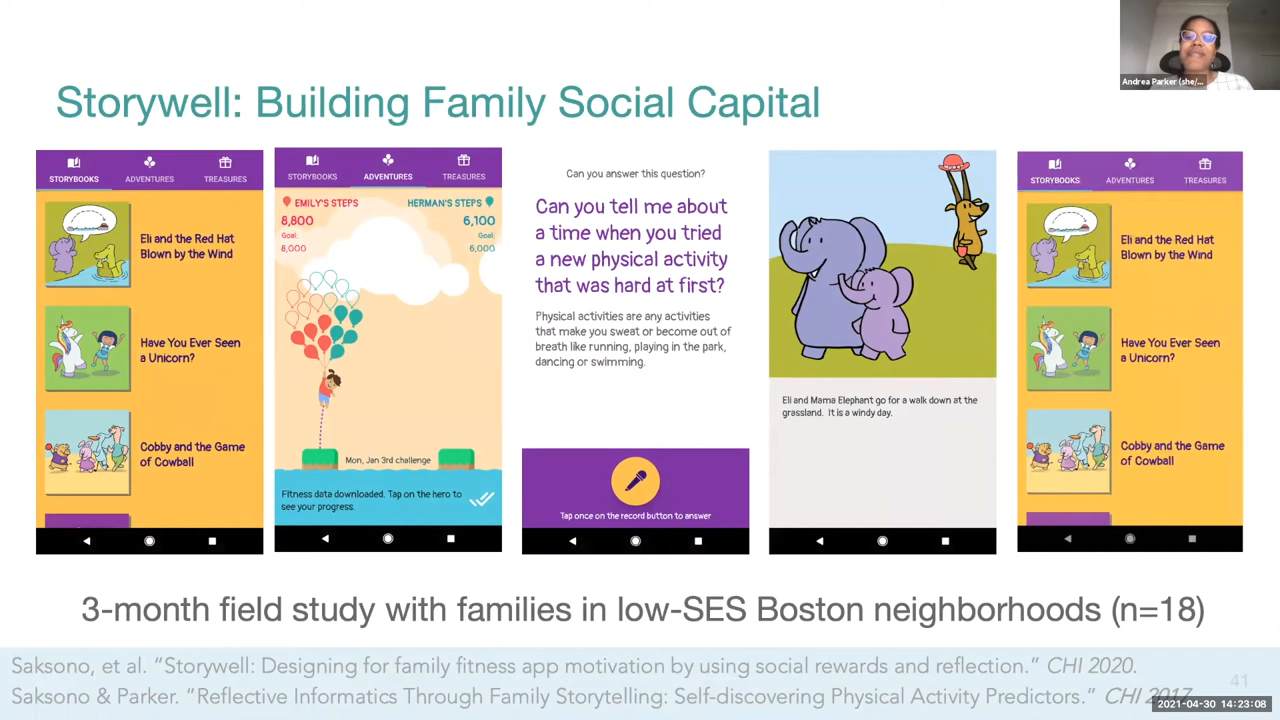 Andrea Parker (she/...
Storywell: Building Family Social Capital
STORYBOOKS
ADVENTURES
TREASURES
Eli and the Red Hat
Blown by the Wind
Have You Ever Seen
a Unicorn?
Cobby and the Game
of Cowball
STORYBOOKS
ADVENTURES
TREASURES
EMILY'S STEPS
8,800
Goal:
8,000
HERMAN'S STEPS
6,100
Goal:
6,000
Mon, Jan 3rd challenge
Fitness data downloaded. Tap on the hero to
see your progress.
Can you answer this question?
Can you tell me about
a time when you tried
a new physical activity
that was hard at first?
Physical activities are any activities
that make you sweat or become out of
breath like running, playing in the park,
dancing or swimming.
Tap once on the record button to answer
Eli and Mama Elephant go for a walk down at the
grassland. It is a windy day.
STORYBOOKS
ADVENTURES
TREASURES
Eli and the Red Hat
Blown by the Wind
Have You Ever Seen
a Unicorn?
Cobby and the Game
of Cowball
3-month field study with families in low-SES Boston neighborhoods (n=18)
Saksono, et al. “Storywell: Designing for family fitness app motivation by using social rewards and reflection.” CHI 2020.
Saksono & Parker. “Reflective Informatics Through Family Storytelling: Self-discovering Physical Activity Predictors.” CHI 2017
41
2021-04-30 14:23:08